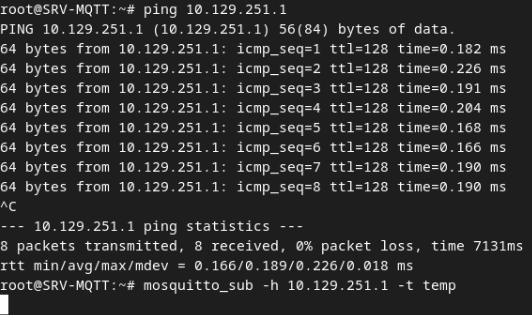 root@SRV-MQTT:~# ping 10.129.251.1
PING 10.129.251.1 (10.129.251.1) 56(84) bytes of data.
64 bytes from 10.129.251.1: icmp_seq=1 ttl=128 time=0.182 ms
64 bytes from 10.129.251.1: icmp_seq=2 ttl=128 time=0.226 ms
64 bytes from 10.129.251.1: icmp_seq=3 ttl=128 time=0.191 ms
64 bytes from 10.129.251.1: icmp_seq=4 ttl=128 time=0.204 ms
64 bytes from 10.129.251.1: icmp_seq=5 ttl=128 time=0.168 ms
64 bytes from 10.129.251.1: icmp_seq=6 ttl=128 time=0.166 ms
64 bytes from 10.129.251.1: icmp_seq=7 ttl=128 time=0.190 ms
64 bytes from 10.129.251.1: icmp_seq=8 ttl=128 time=0.190 ms
^C
--- 10.129.251.1 ping statistics ---
8 packets transmitted, 8 received, 0% packet loss, time 7131ms
rtt min/avg/max/mdev = 0.166/0.189/0.226/0.018 ms
root@SRV-MQTT:~# mosquitto_sub -h 10.129.251.1 -t temp